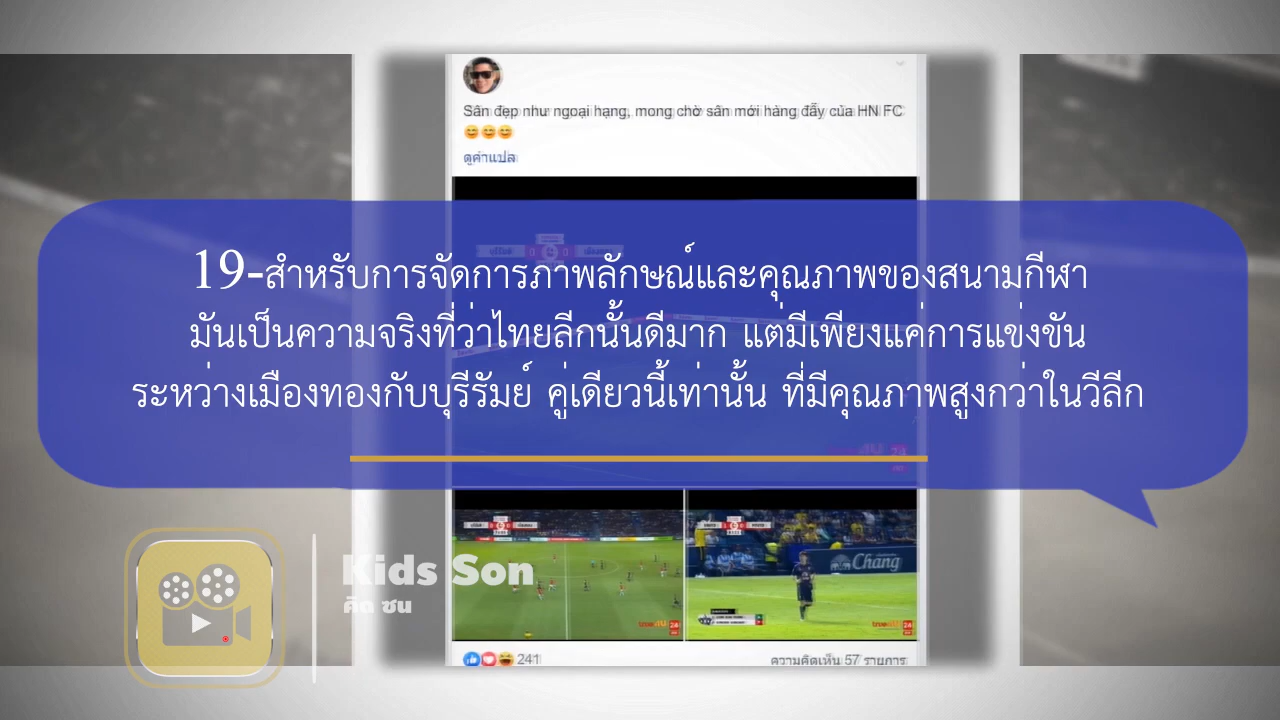 Sân đẹp như ngoại hạng, mong chờ sân mới hàng đẫy của HN FC
ดูคำแปล
19-สำหรับการจัดการภาพลักษณ์และคุณภาพของสนามกีฬา
มันเป็นความจริงที่ว่าไทยลีกนั้นดีมาก แต่มีเพียงแค่การแข่งขัน
ระหว่างเมืองทองกับบุรีรัมย์ คู่เดียวนี้เท่านั้น ที่มีคุณภาพสูงกว่าในวีลีก
Chang
Kids Son
คิด ซน
241
ความคิดเห็น 57 รายการ